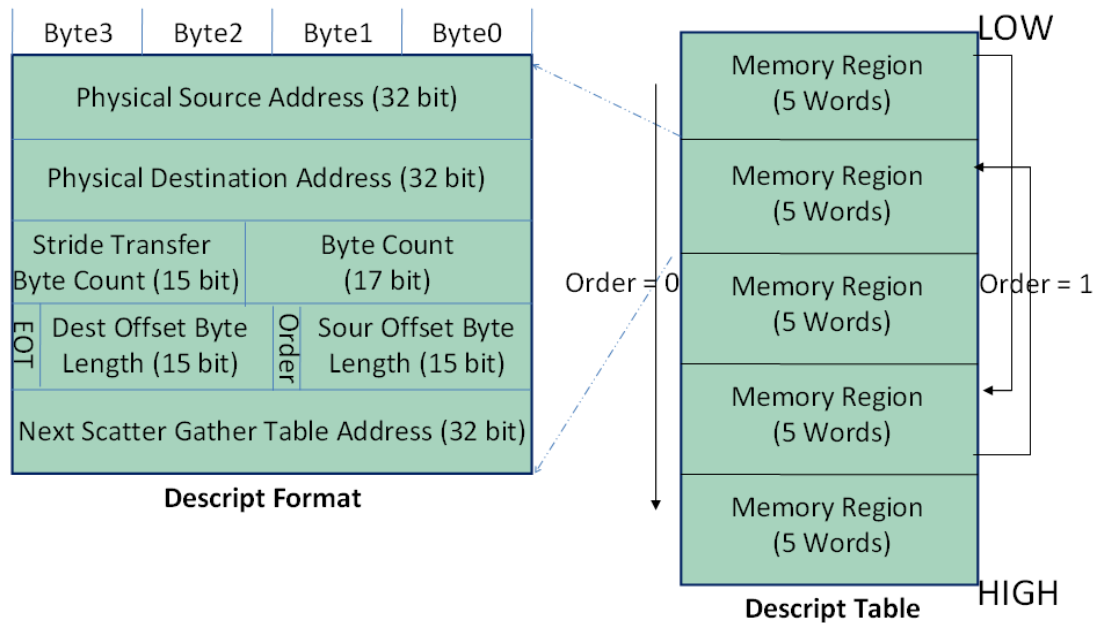 Byte3 Byte2 Byte1 Byte0
Physical Source Address (32 bit)
Physical Destination Address (32 bit)
Stride Transfer
Byte Count (15 bit)
Byte Count
(17 bit)
EOT
Dest Offset Byte
Length (15 bit)
Order
Sour Offset Byte
Length (15 bit)
Next Scatter Gather Table Address (32 bit)
Descript Format
LOW
Memory Region
(5 Words)
Memory Region
(5 Words)
Order = 0
Memory Region
(5 Words)
Order = 1
Memory Region
(5 Words)
Memory Region
(5 Words)
HIGH
Descript Table